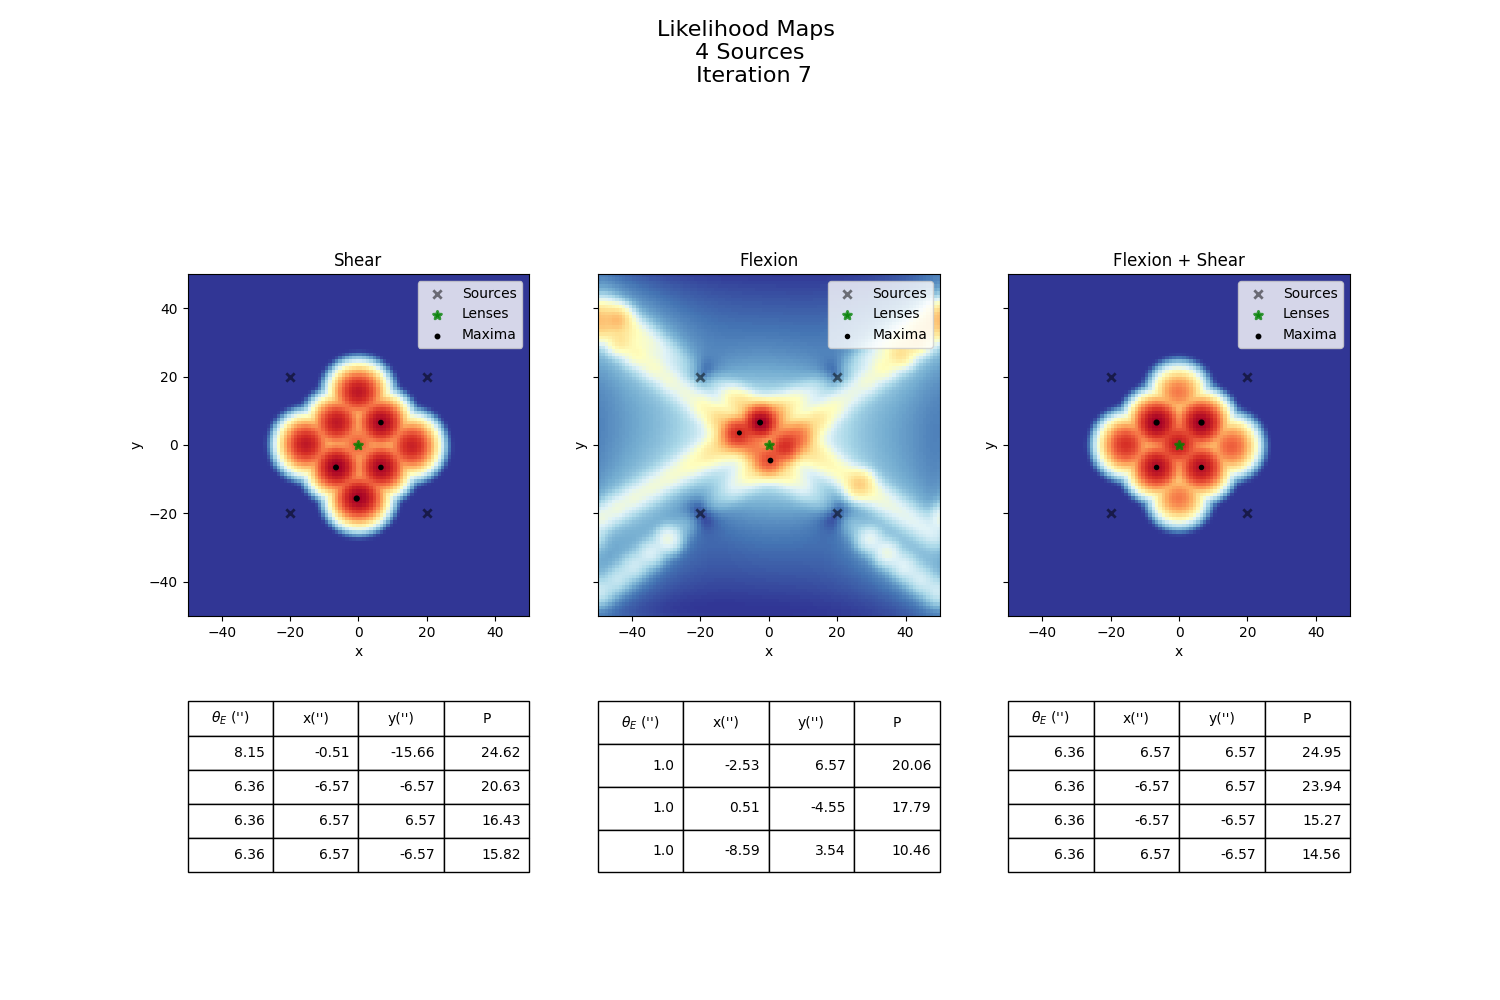 Likelihood Maps
4 Sources
Iteration 7
Shear
Sources
Lenses
Maxima
40
20
0
−20
−40
y
−40 −20 0 20 40
x
Flexion
Sources
Lenses
Maxima
y
−40 −20 0 20 40
x
Flexion + Shear
Sources
Lenses
Maxima
y
−40 −20 0 20 40
x
θ_E ('') x('') y('') P
8.15 -0.51 -15.66 24.62
6.36 -6.57 -6.57 20.63
6.36 6.57 6.57 16.43
6.36 6.57 -6.57 15.82
θ_E ('') x('') y('') P
1.0 -2.53 6.57 20.06
1.0 0.51 -4.55 17.79
1.0 -8.59 3.54 10.46
θ_E ('') x('') y('') P
6.36 6.57 6.57 24.95
6.36 -6.57 6.57 23.94
6.36 -6.57 -6.57 15.27
6.36 6.57 -6.57 14.56